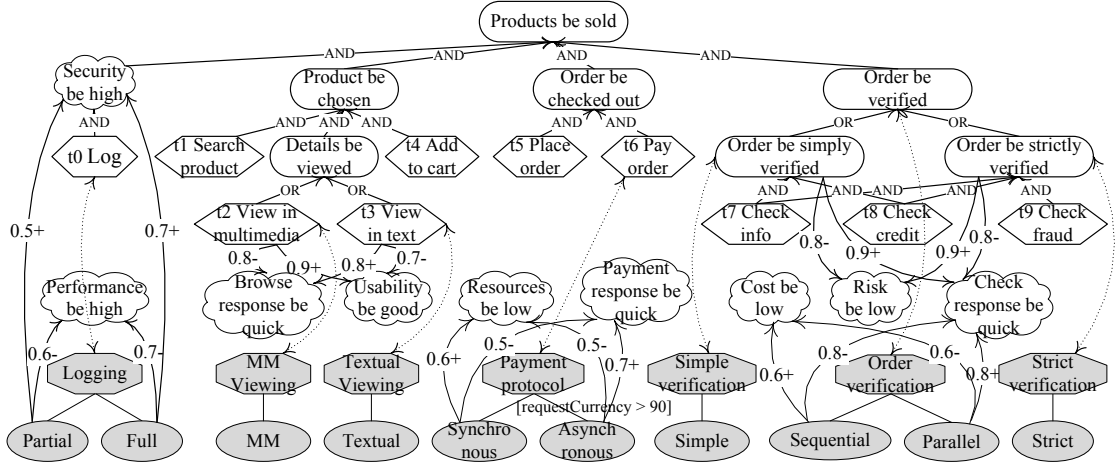 Products be sold
AND
AND
AND
AND
Security
be high
Product be
chosen
Order be
checked out
Order be
verified
AND
AND
AND
AND
AND
AND
OR
OR
t0 Log
t1 Search
product
Details be
viewed
t4 Add
to cart
t5 Place
order
t6 Pay
order
Order be simply
verified
Order be strictly
verified
OR
OR
AND
AND
AND
AND
AND
0.5+
0.7+
t2 View in
multimedia
t3 View
in text
t7 Check
info
t8 Check
credit
t9 Check
fraud
0.8-
0.9+
0.8+
0.7-
0.8-
0.9+
0.9+
0.8-
Performance
be high
Browse
response be
quick
Usability
be good
Resources
be low
Payment
response be
quick
Cost be
low
Risk
be low
Check
response be
quick
0.6-
0.7-
0.6+
0.5-
0.5-
0.7+
0.6+
0.8-
0.6-
0.8+
Logging
MM
Viewing
Textual
Viewing
Payment
protocol
Simple
verification
Order
verification
Strict
verification
[requestCurrency > 90]
Partial
Full
MM
Textual
Synchro
nous
Asynch
ronous
Simple
Sequential
Parallel
Strict